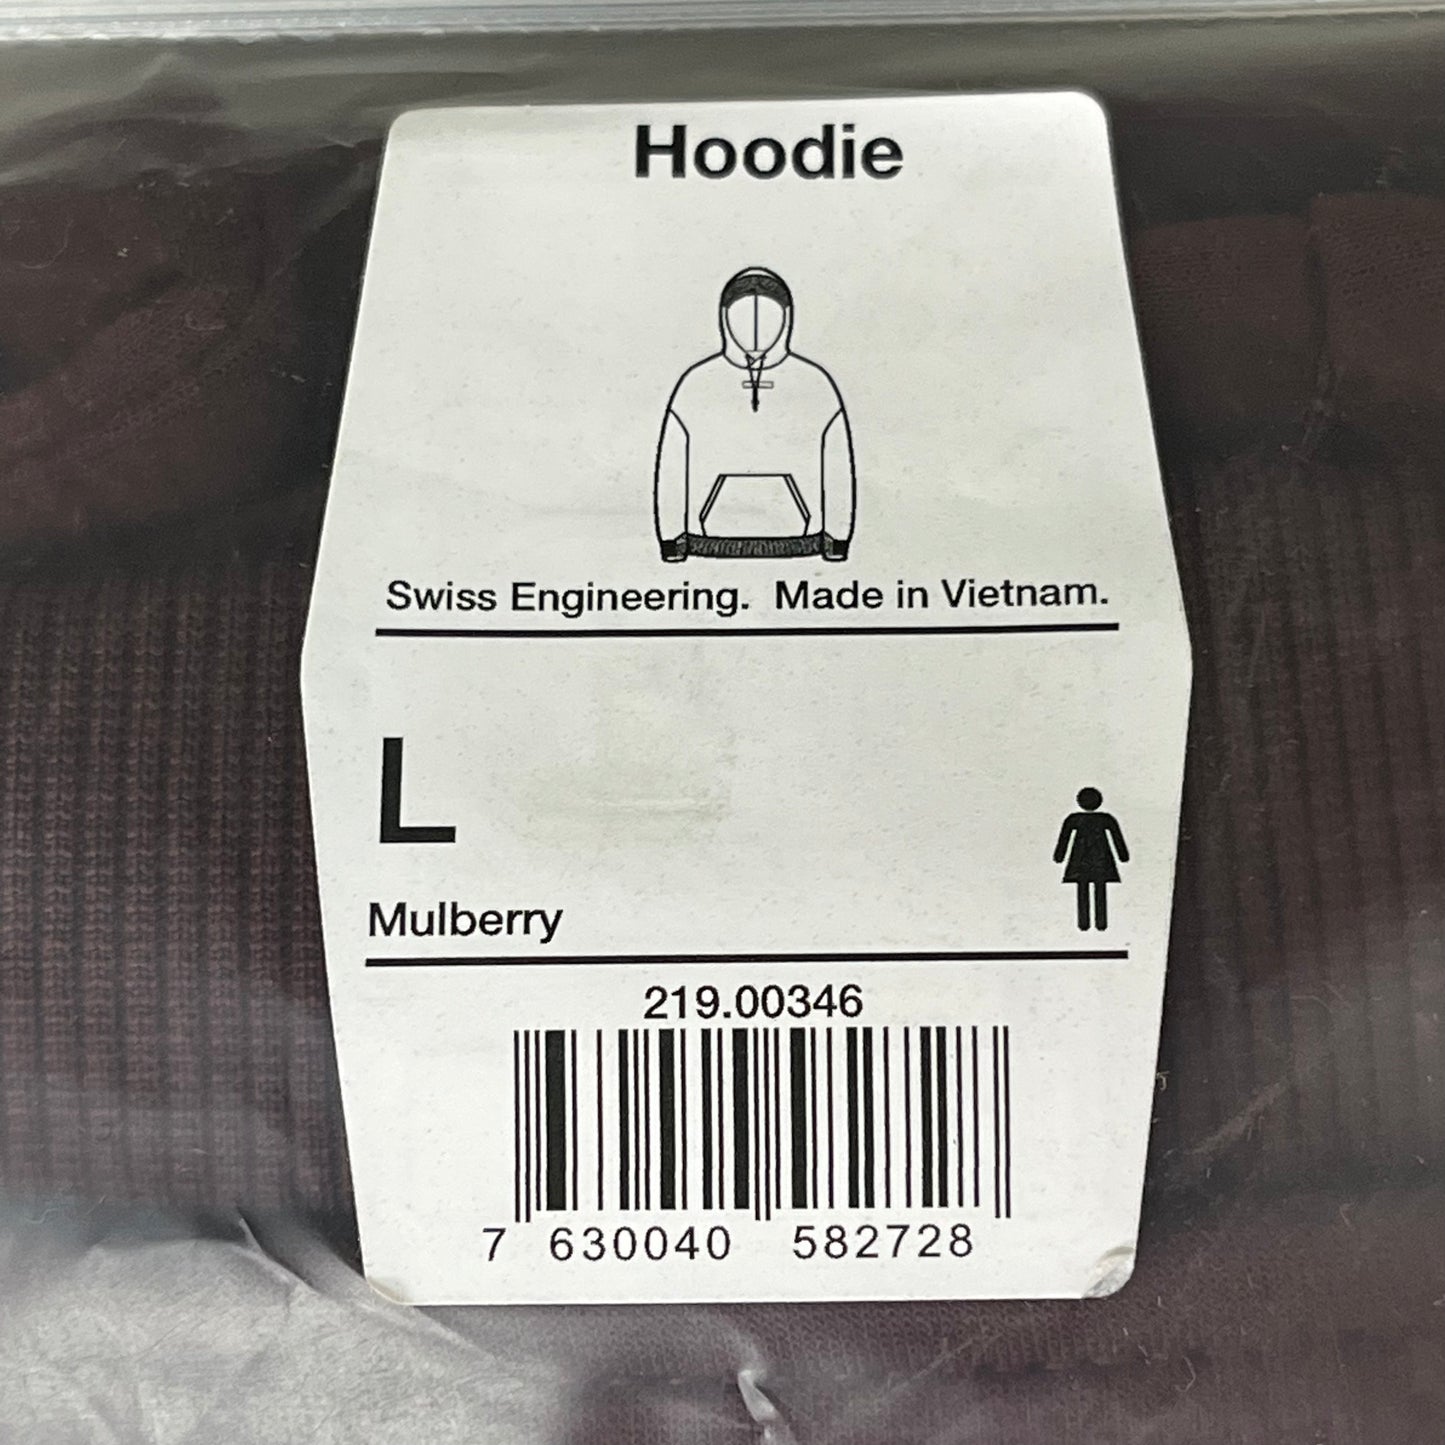 Hoodie
Swiss Engineering. Made in Vietnam.
L
Mulberry
219.00346
7 630040 582728